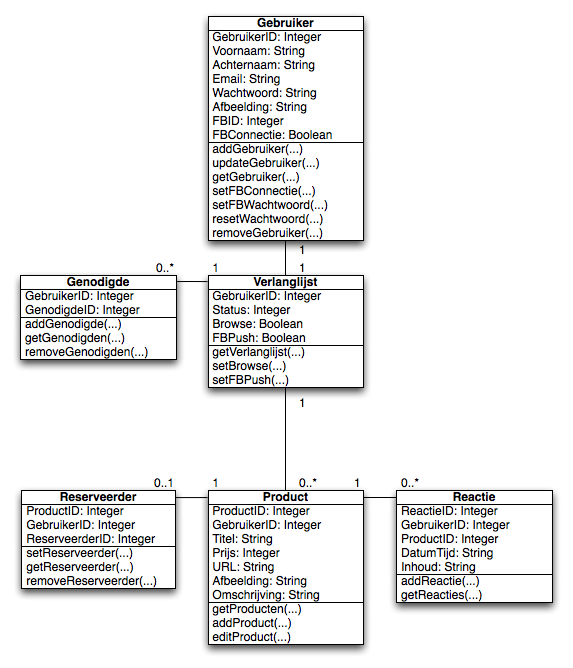 Gebruiker
GebruikerID: Integer
Voornaam: String
Achternaam: String
Email: String
Wachtwoord: String
Afbeelding: String
FBID: Integer
FBConnectie: Boolean
addGebruiker(...)
updateGebruiker(...)
getGebruiker(...)
setFBConnectie(...)
setFBWachtwoord(...)
resetWachtwoord(...)
removeGebruiker(...)
1
0..*
1
1
Genodigde
GebruikerID: Integer
GenodigdeID: Integer
addGenodigde(...)
getGenodigden(...)
removeGenodigden(...)
Verlanglijst
GebruikerID: Integer
Status: Integer
Browse: Boolean
FBPush: Boolean
getVerlanglijst(...)
setBrowse(...)
setFBPush(...)
1
0..1
1
0..*
1
0..*
Reserveerder
ProductID: Integer
GebruikerID: Integer
ReserveerderID: Integer
setReserveerder(...)
getReserveerder(...)
removeReserveerder(...)
Product
ProductID: Integer
GebruikerID: Integer
Titel: String
Prijs: Integer
URL: String
Afbeelding: String
Omschrijving: String
getProducten(...)
addProduct(...)
editProduct(...)
Reactie
ReactieID: Integer
GebruikerID: Integer
ProductID: Integer
DatumTijd: String
Inhoud: String
addReactie(...)
getReacties(...)